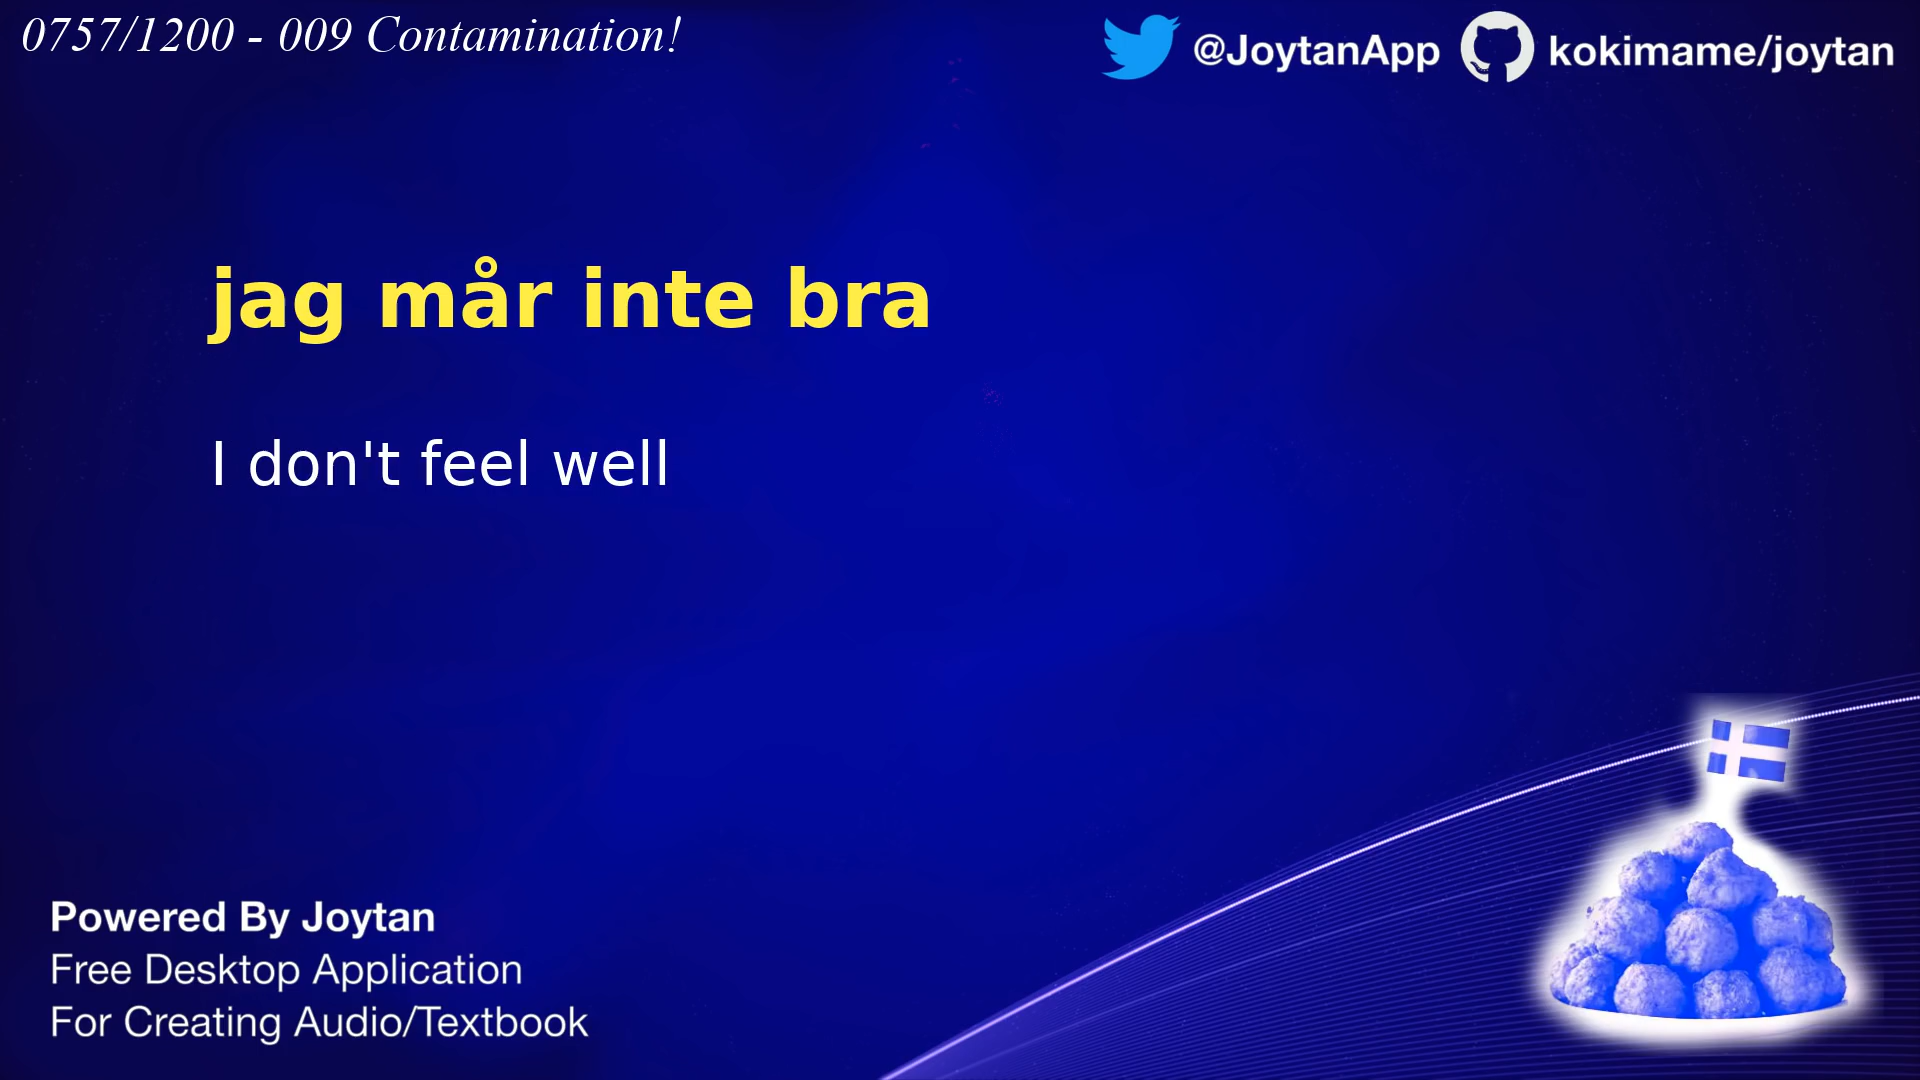 0757/1200 - 009 Contamination!
@JoytanApp
kokimame/joytan
jag mår inte bra
I don't feel well
Powered By Joytan
Free Desktop Application
For Creating Audio/Textbook